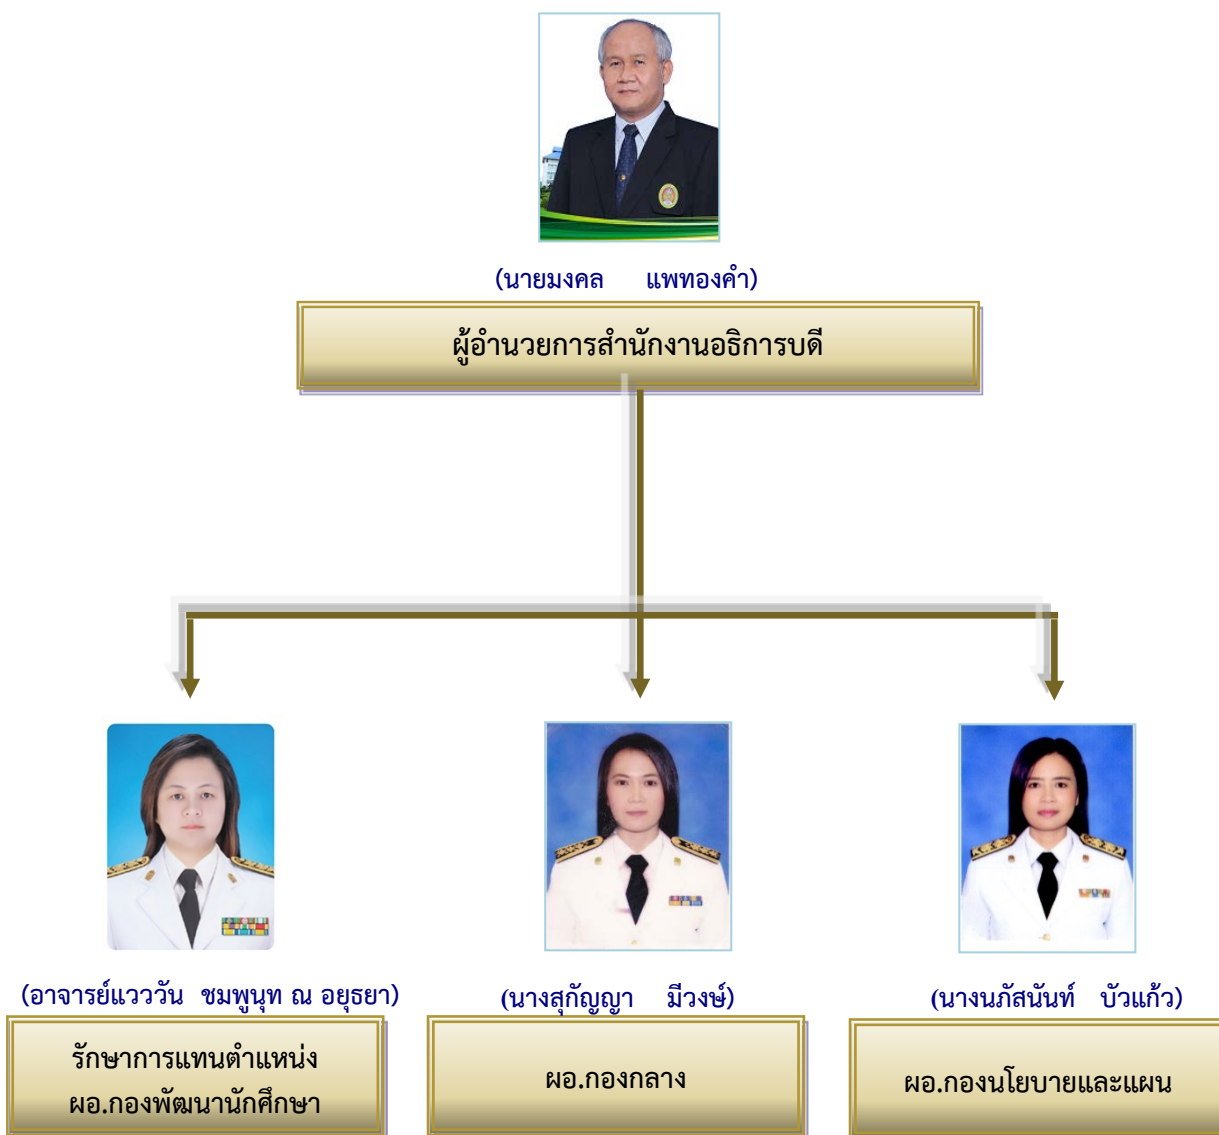 (นายมงคล แพทองคำ)
ผู้อำนวยการสำนักงานอธิการบดี
(อาจารย์แวววัน ชมพูนุท ณ อยุธยา)
รักษาการแทนตำแหน่ง
ผอ.กองพัฒนานักศึกษา
(นางสุกัญญา มีวงษ์)
ผอ.กองกลาง
(นางนภัสนันท์ บัวแก้ว)
ผอ.กองนโยบายและแผน